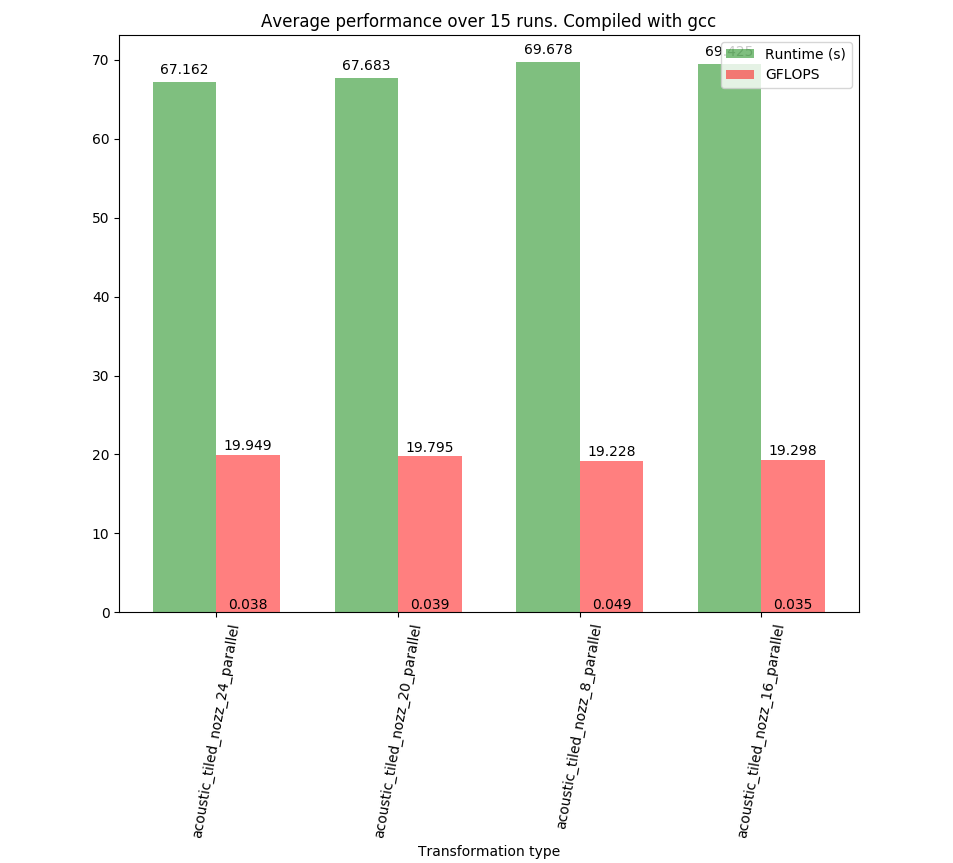 Average performance over 15 runs. Compiled with gcc
70
60
50
40
30
20
10
0
67.162
67.683
69.678
69.425
Runtime (s)
GFLOPS
19.949
19.795
19.228
19.298
0.038
0.039
0.049
0.035
acoustic_tiled_nozz_24_parallel
acoustic_tiled_nozz_20_parallel
acoustic_tiled_nozz_8_parallel
acoustic_tiled_nozz_16_parallel
Transformation type